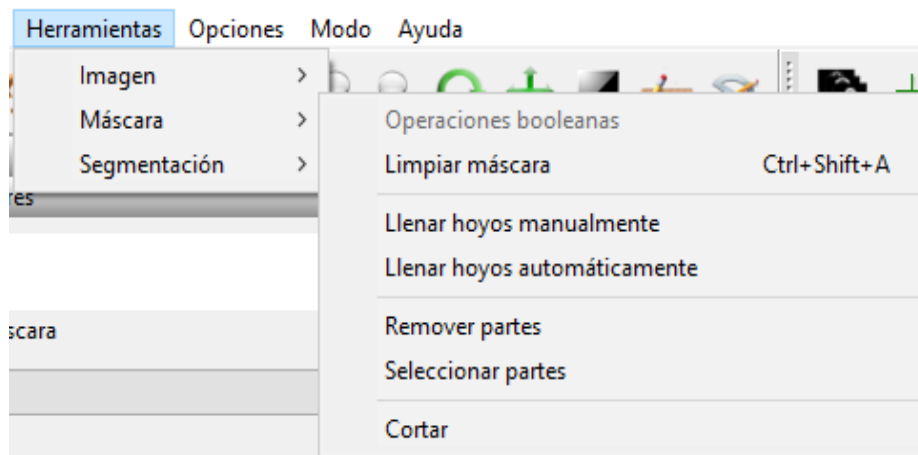 Herramientas Opciones Modo Ayuda
Imagen
Máscara
Segmentación
Operaciones booleanas
Limpiar máscara Ctrl+Shift+A
Llenar hoyos manualmente
Llenar hoyos automáticamente
Remover partes
Seleccionar partes
Cortar